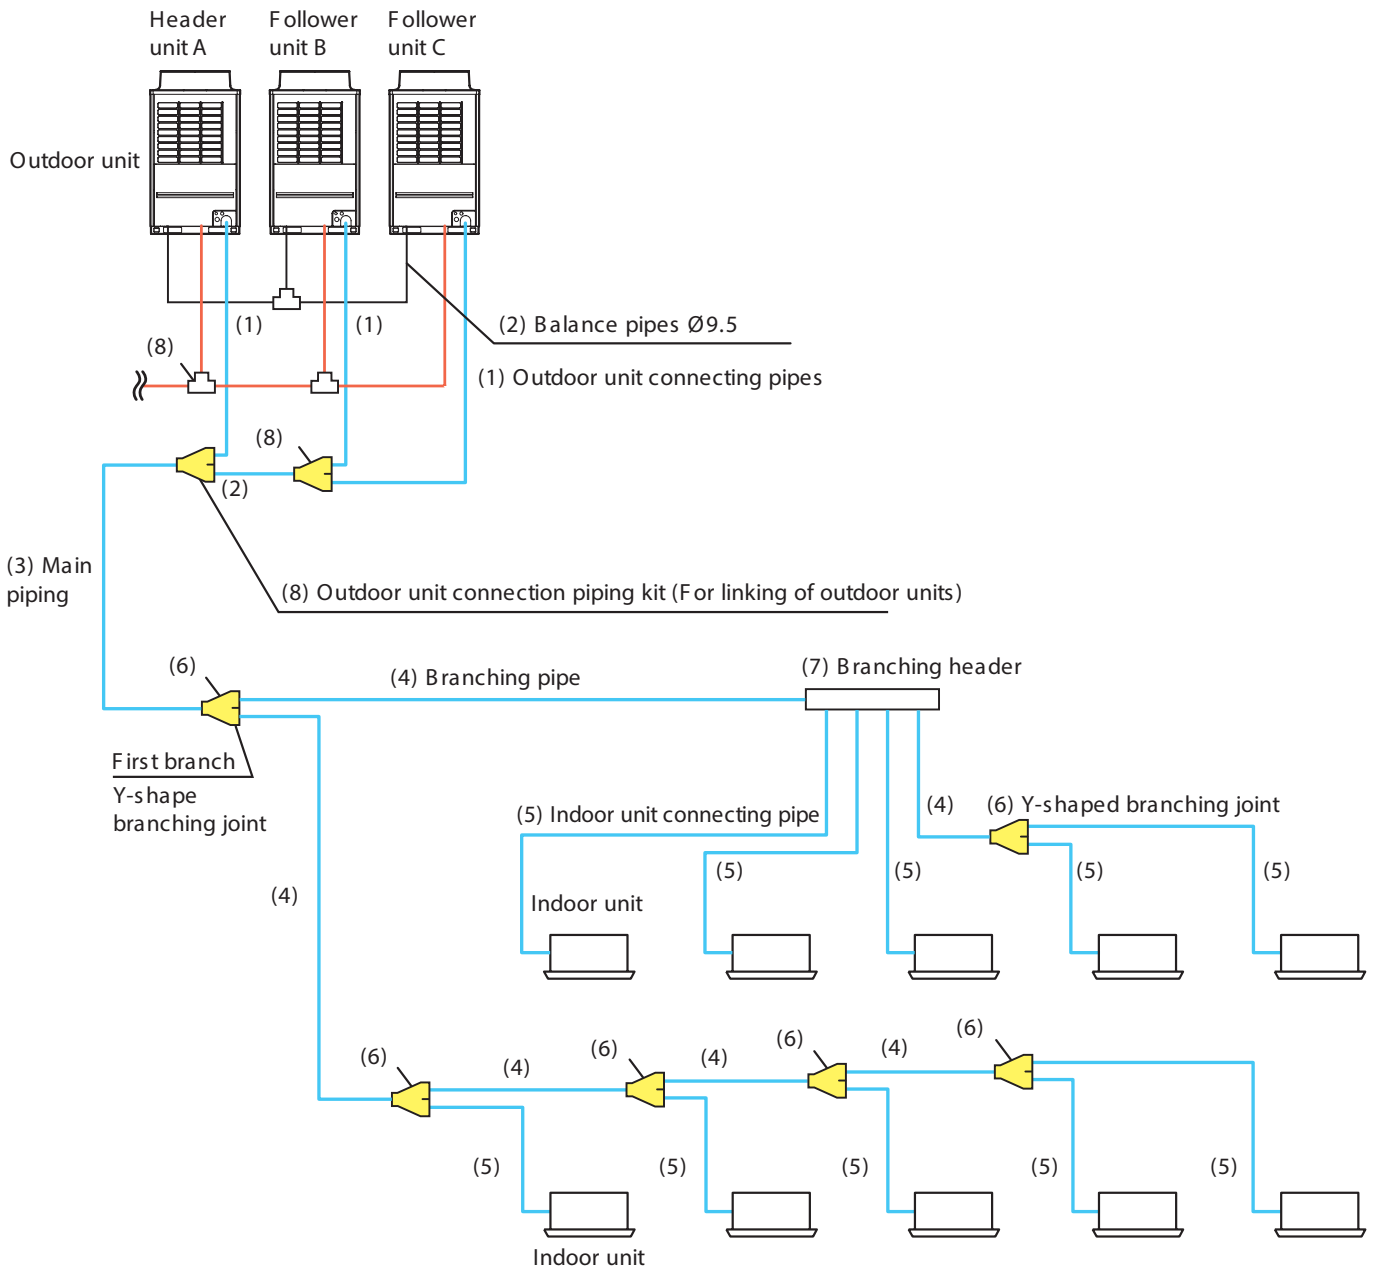 Header
unit A
Follower
unit B
Follower
unit C
Outdoor unit
(1)
(1)
(2) Balance pipes Ø9.5
(8)
(1) Outdoor unit connecting pipes
(8)
(2)
(3) Main
piping
(8) Outdoor unit connection piping kit (For linking of outdoor units)
(6)
(4) Branching pipe
(7) Branching header
First branch
Y-shape
branching joint
(5) Indoor unit connecting pipe
(4)
(6) Y-shaped branching joint
(4)
(5)
(5)
(5)
(5)
Indoor unit
(6)
(4)
(6)
(4)
(6)
(4)
(6)
(5)
(5)
(5)
(5)
(5)
Indoor unit